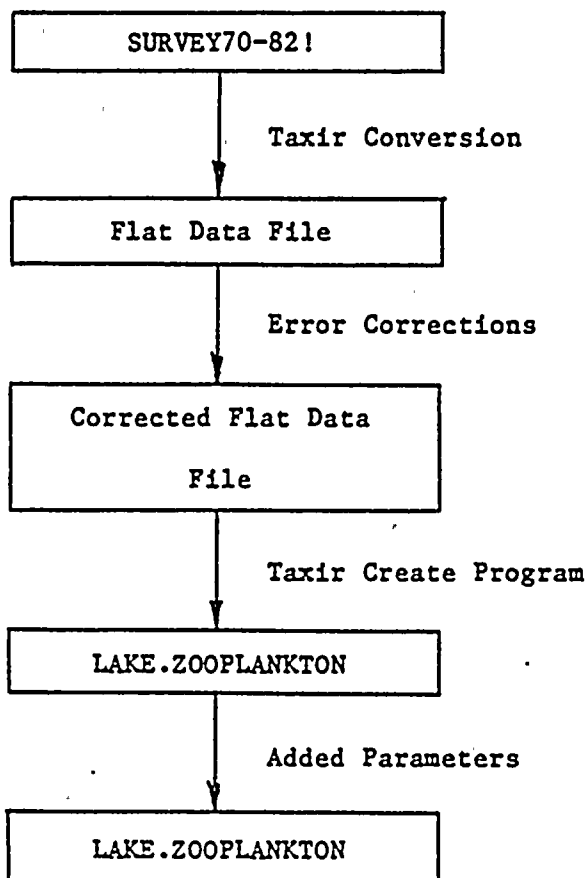 SURVEY70-82!
Taxir Conversion
Flat Data File
Error Corrections
Corrected Flat Data
File
Taxir Create Program
LAKE.ZOOPLANKTON
Added Parameters
LAKE.ZOOPLANKTON